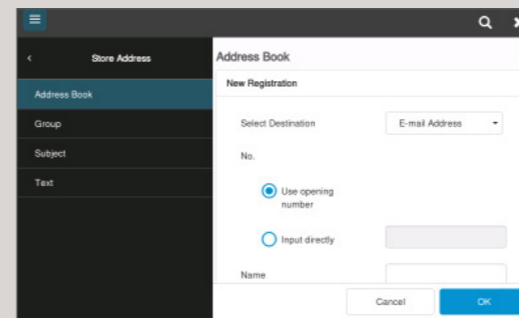 Store Address
Address Book
Group
Subject
Text
Address Book
New Registration
Select Destination
E-mail Address
No.
Use opening
number
Input directly
Name
Cancel
OK